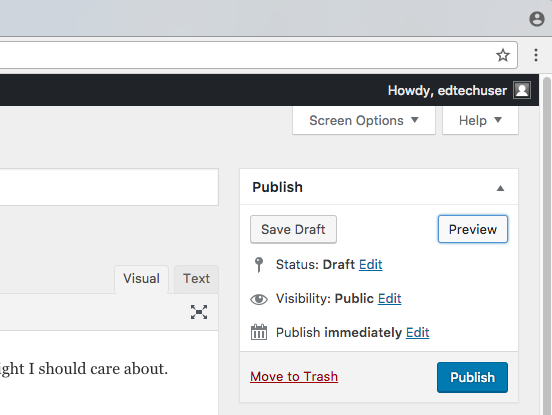 Howdy, edtechuser
Screen Options ▼ Help ▼
Publish
Save Draft Preview
Status: Draft Edit
Visual Text
Visibility: Public Edit
Publish immediately Edit
I should care about.
Move to Trash Publish